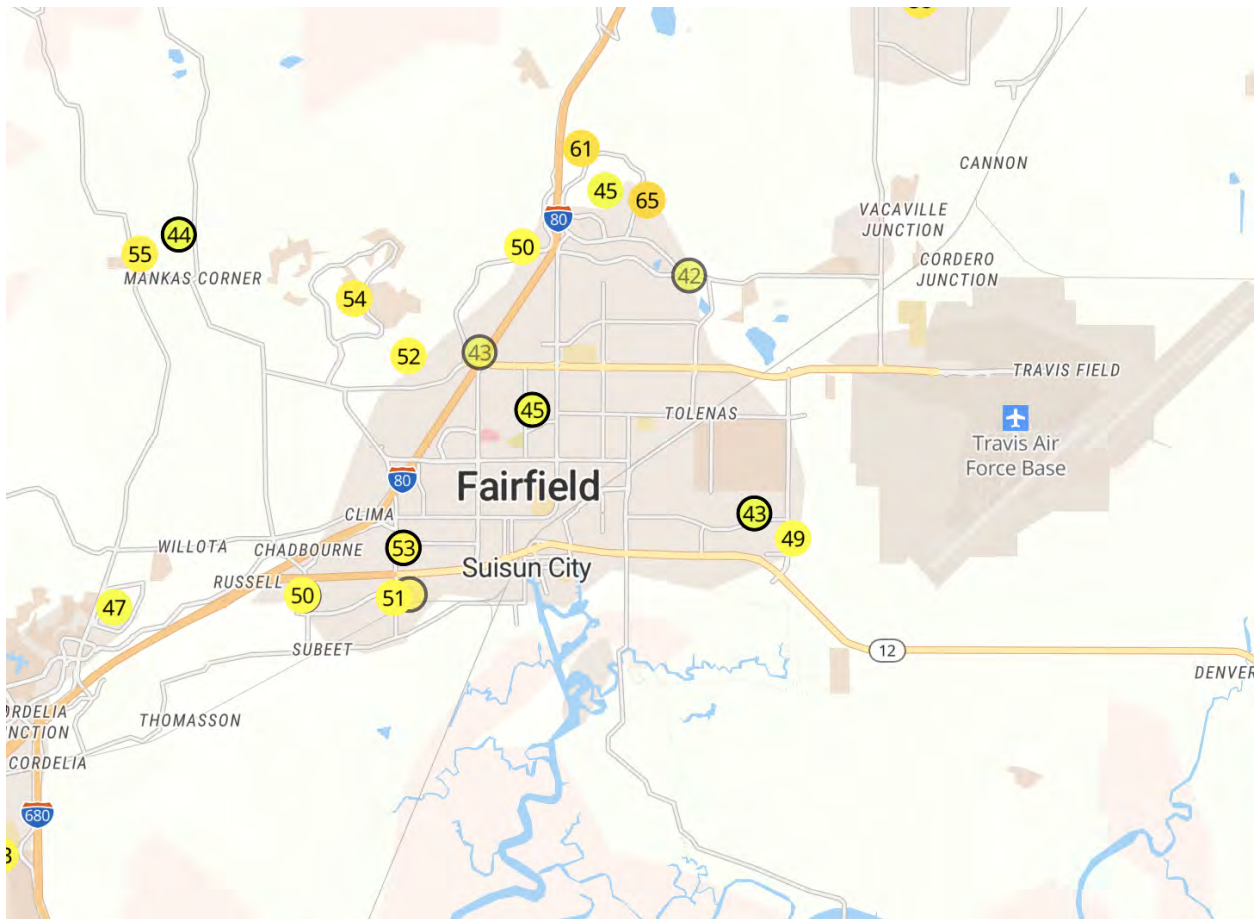 61
CANNON
45
65
80
VACAVILLE
JUNCTION
44
50
55
CORDERO
JUNCTION
MANKAS CORNER
42
54
43
52
TRAVIS FIELD
45
TOLENAS
Travis Air
Force Base
80
Fairfield
CLIMA
43
WILLOTA
CHADBOURNE
53
49
RUSSELL
Suisun City
50
51
47
SUBEET
12
DENVER
THOMASSON
CORDELIA
680